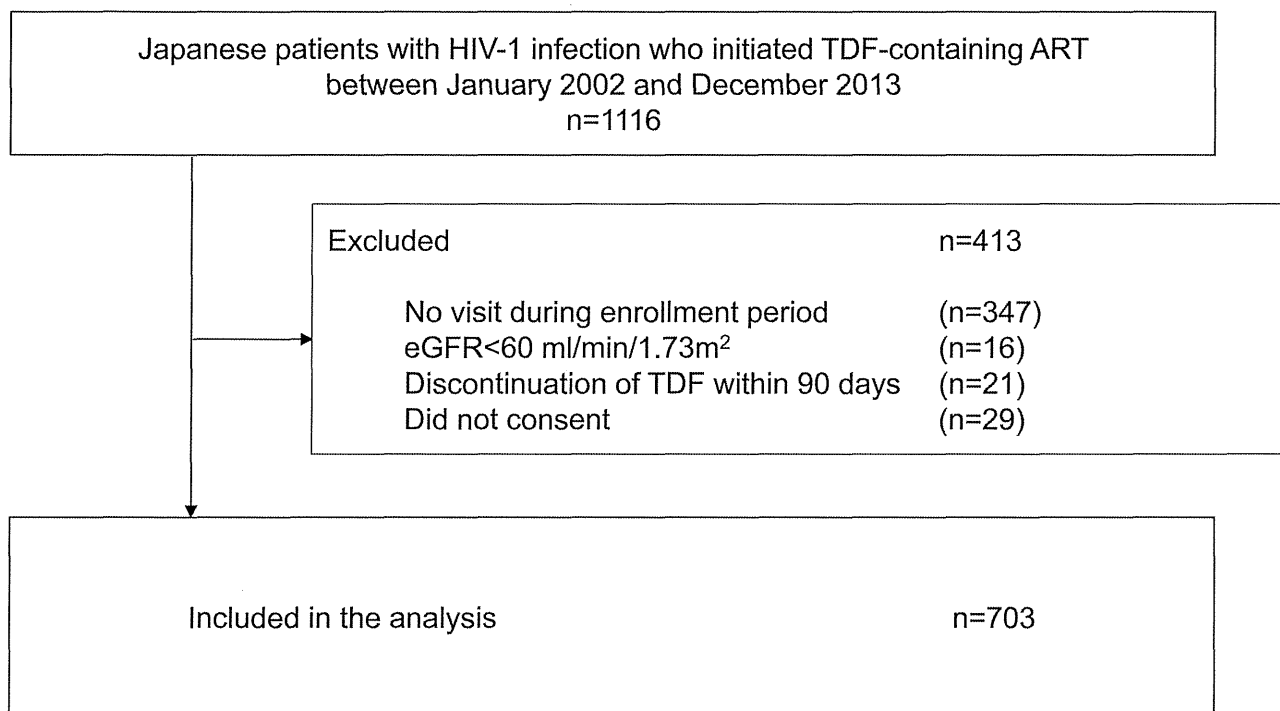 Japanese patients with HIV-1 infection who initiated TDF-containing ART
between January 2002 and December 2013
n=1116
Excluded n=413
No visit during enrollment period (n=347)
eGFR<60 ml/min/1.73m² (n=16)
Discontinuation of TDF within 90 days (n=21)
Did not consent (n=29)
Included in the analysis n=703